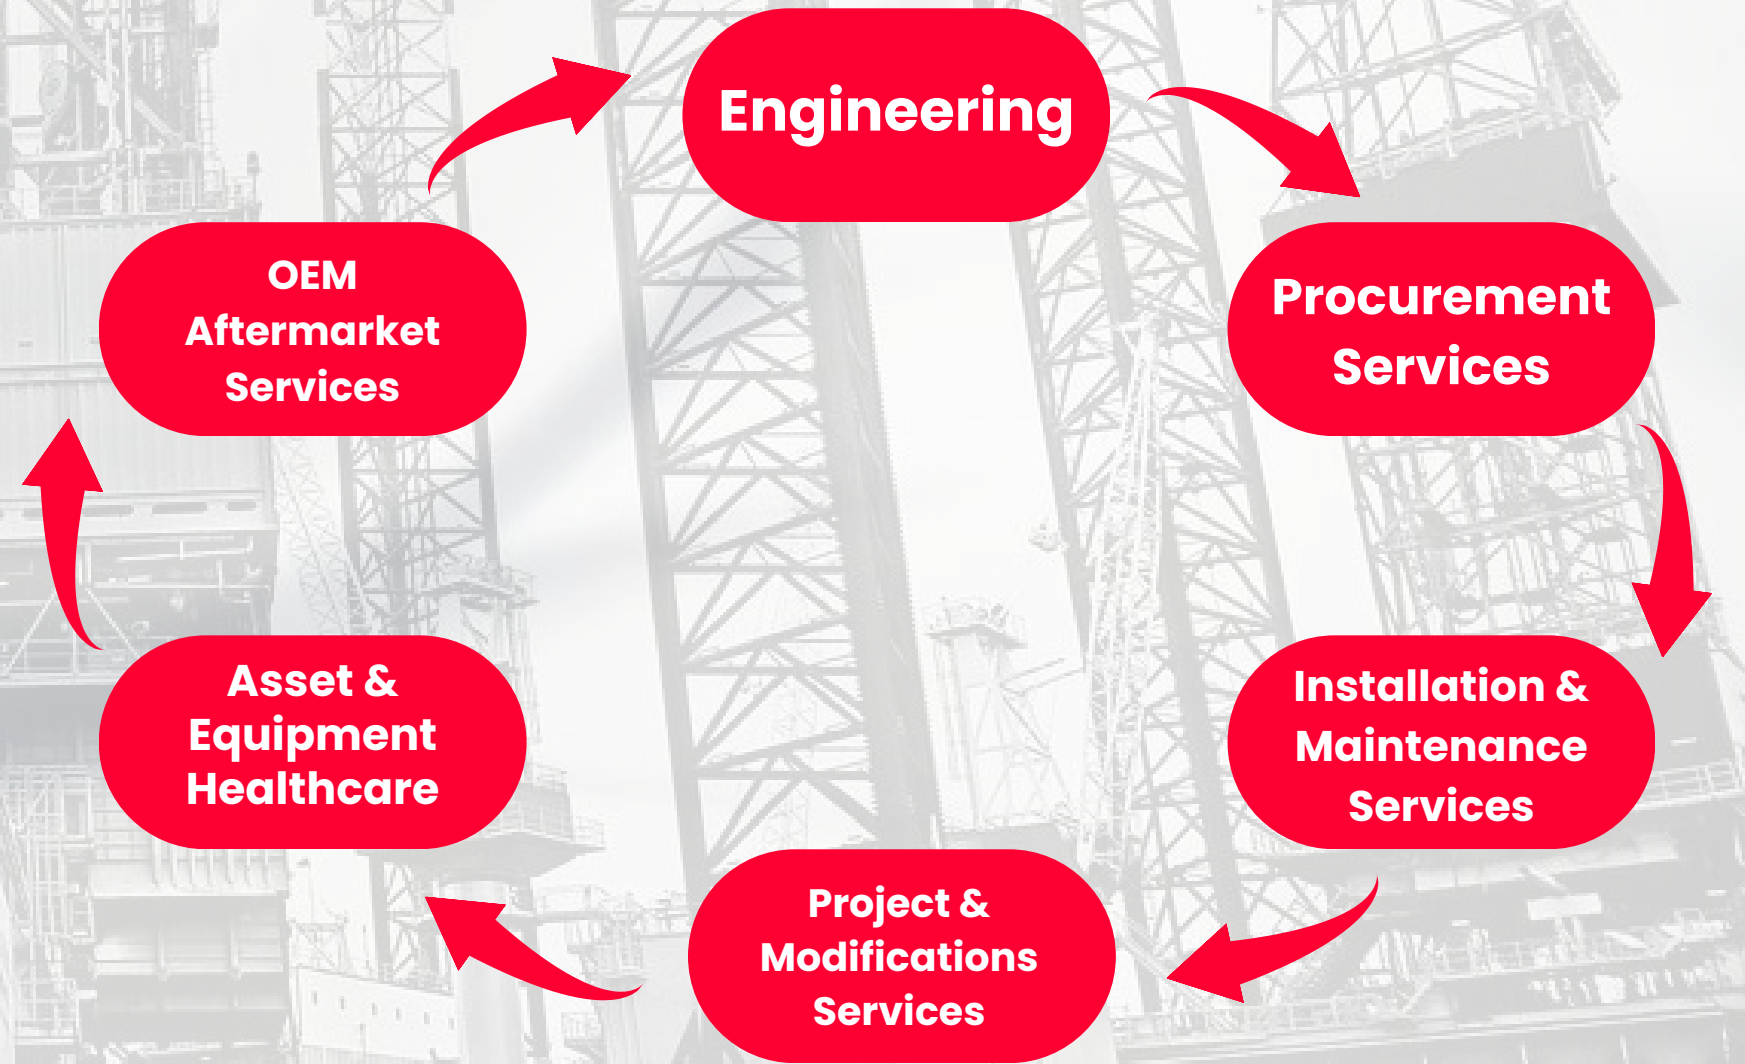 Engineering
Procurement
Services
Installation &
Maintenance
Services
Project &
Modifications
Services
Asset &
Equipment
Healthcare
OEM
Aftermarket
Services